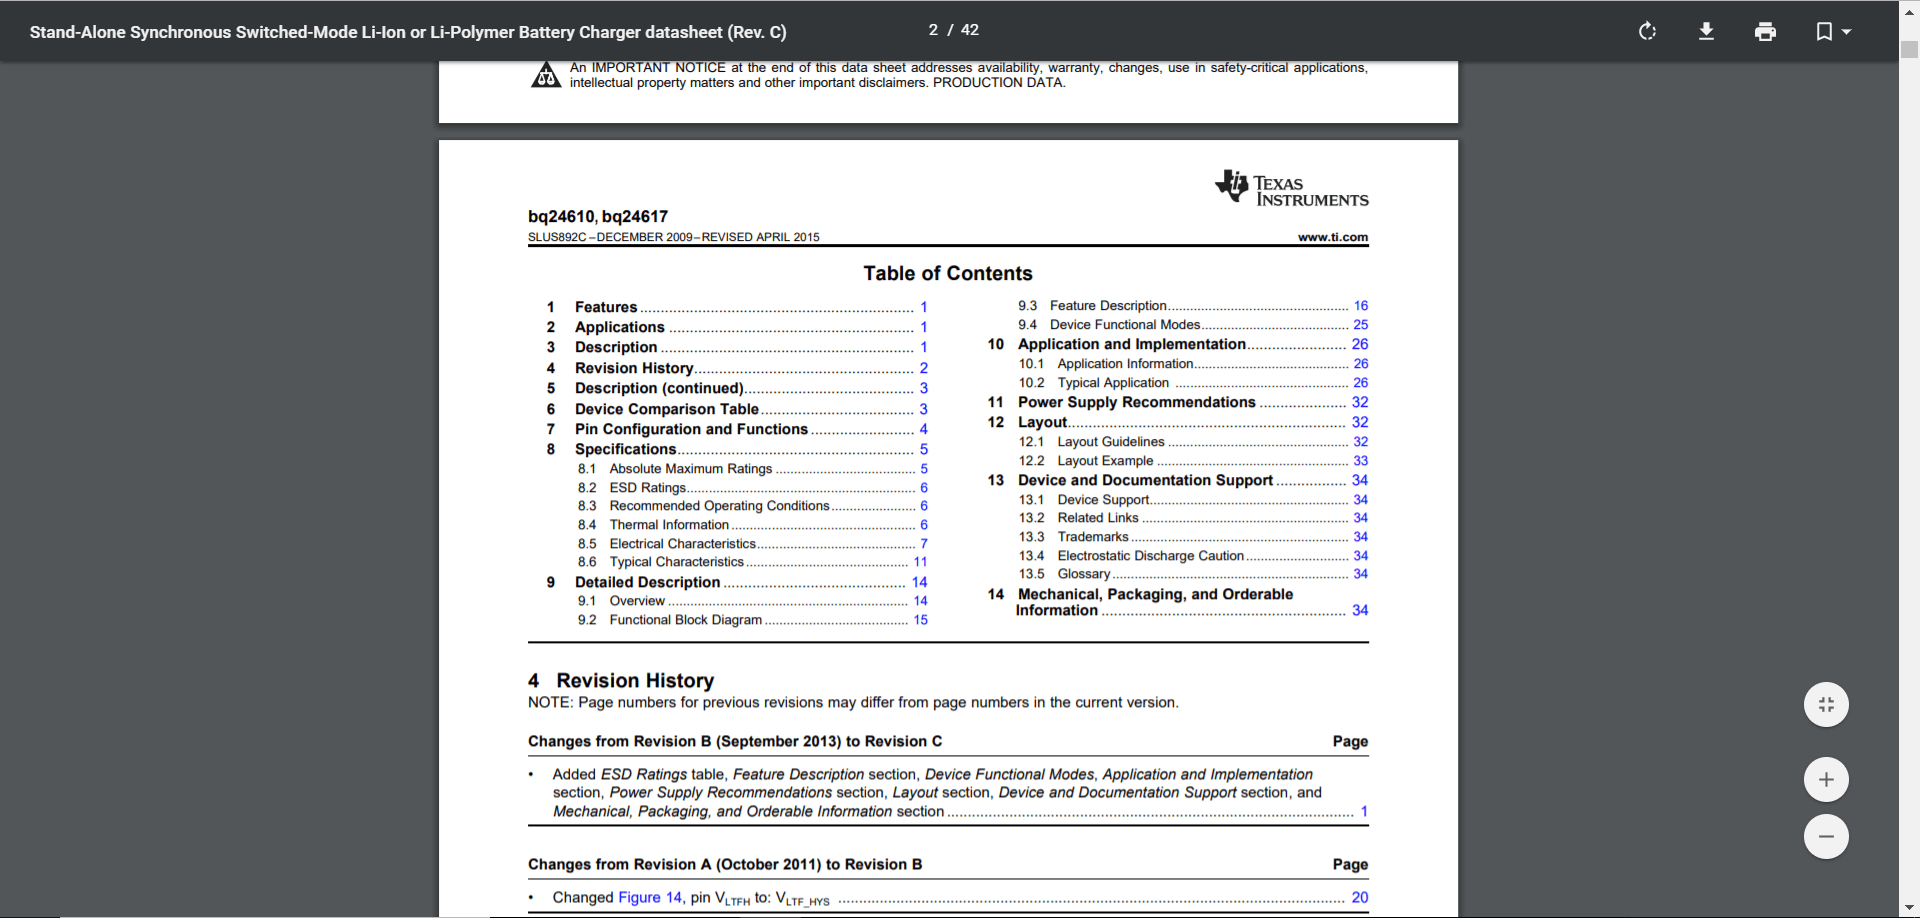 Stand-Alone Synchronous Switched-Mode Li-Ion or Li-Polymer Battery Charger datasheet (Rev. C)
2 / 42
An IMPORTANT NOTICE at the end of this data sheet addresses availability, warranty, changes, use in safety-critical applications,
intellectual property matters and other important disclaimers. PRODUCTION DATA.
TEXAS
INSTRUMENTS
bq24610, bq24617
SLUS892C –DECEMBER 2009–REVISED APRIL 2015
www.ti.com
Table of Contents
1 Features 1
2 Applications 1
3 Description 1
4 Revision History 2
5 Description (continued) 3
6 Device Comparison Table 3
7 Pin Configuration and Functions 4
8 Specifications 5
8.1 Absolute Maximum Ratings 5
8.2 ESD Ratings 6
8.3 Recommended Operating Conditions 6
8.4 Thermal Information 6
8.5 Electrical Characteristics 7
8.6 Typical Characteristics 11
9 Detailed Description 14
9.1 Overview 14
9.2 Functional Block Diagram 15
9.3 Feature Description 16
9.4 Device Functional Modes 25
10 Application and Implementation 26
10.1 Application Information 26
10.2 Typical Application 26
11 Power Supply Recommendations 32
12 Layout 32
12.1 Layout Guidelines 32
12.2 Layout Example 33
13 Device and Documentation Support 34
13.1 Device Support 34
13.2 Related Links 34
13.3 Trademarks 34
13.4 Electrostatic Discharge Caution 34
13.5 Glossary 34
14 Mechanical, Packaging, and Orderable
Information 34
4 Revision History
NOTE: Page numbers for previous revisions may differ from page numbers in the current version.
Changes from Revision B (September 2013) to Revision C Page
• Added ESD Ratings table, Feature Description section, Device Functional Modes, Application and Implementation
section, Power Supply Recommendations section, Layout section, Device and Documentation Support section, and
Mechanical, Packaging, and Orderable Information section 1
Changes from Revision A (October 2011) to Revision B Page
• Changed Figure 14, pin VLTFH to: VLTF_HYS 20